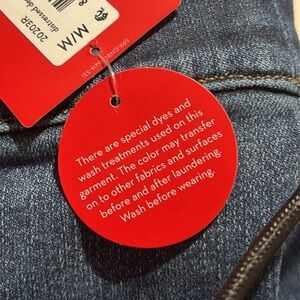 M/M
20203R
There are special dyes and
wash treatments used on this
garment. The color may transfer
on to other fabrics and surfaces
before and after laundering.
Wash before wearing.